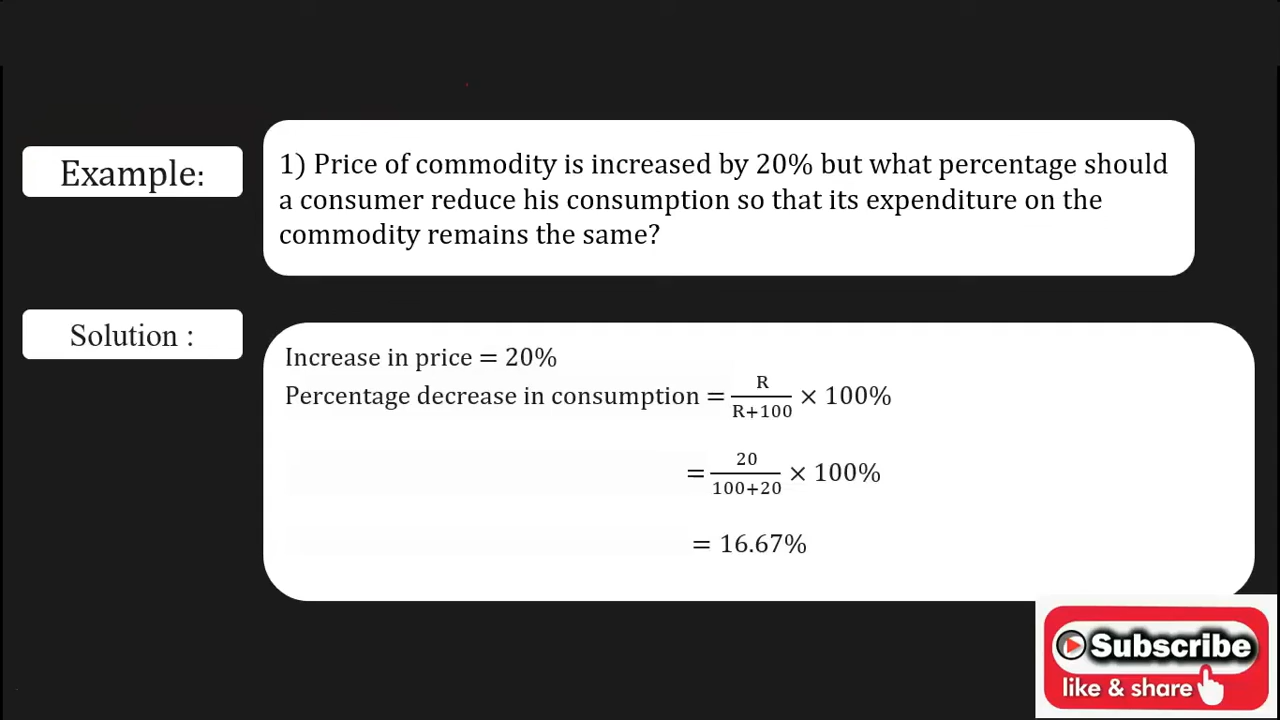 Example:
1) Price of commodity is increased by 20% but what percentage should
a consumer reduce his consumption so that its expenditure on the
commodity remains the same?
Solution :
Increase in price = 20%
Percentage decrease in consumption = R/R+100 × 100%
= 20/100+20 × 100%
= 16.67%
Subscribe
like & share